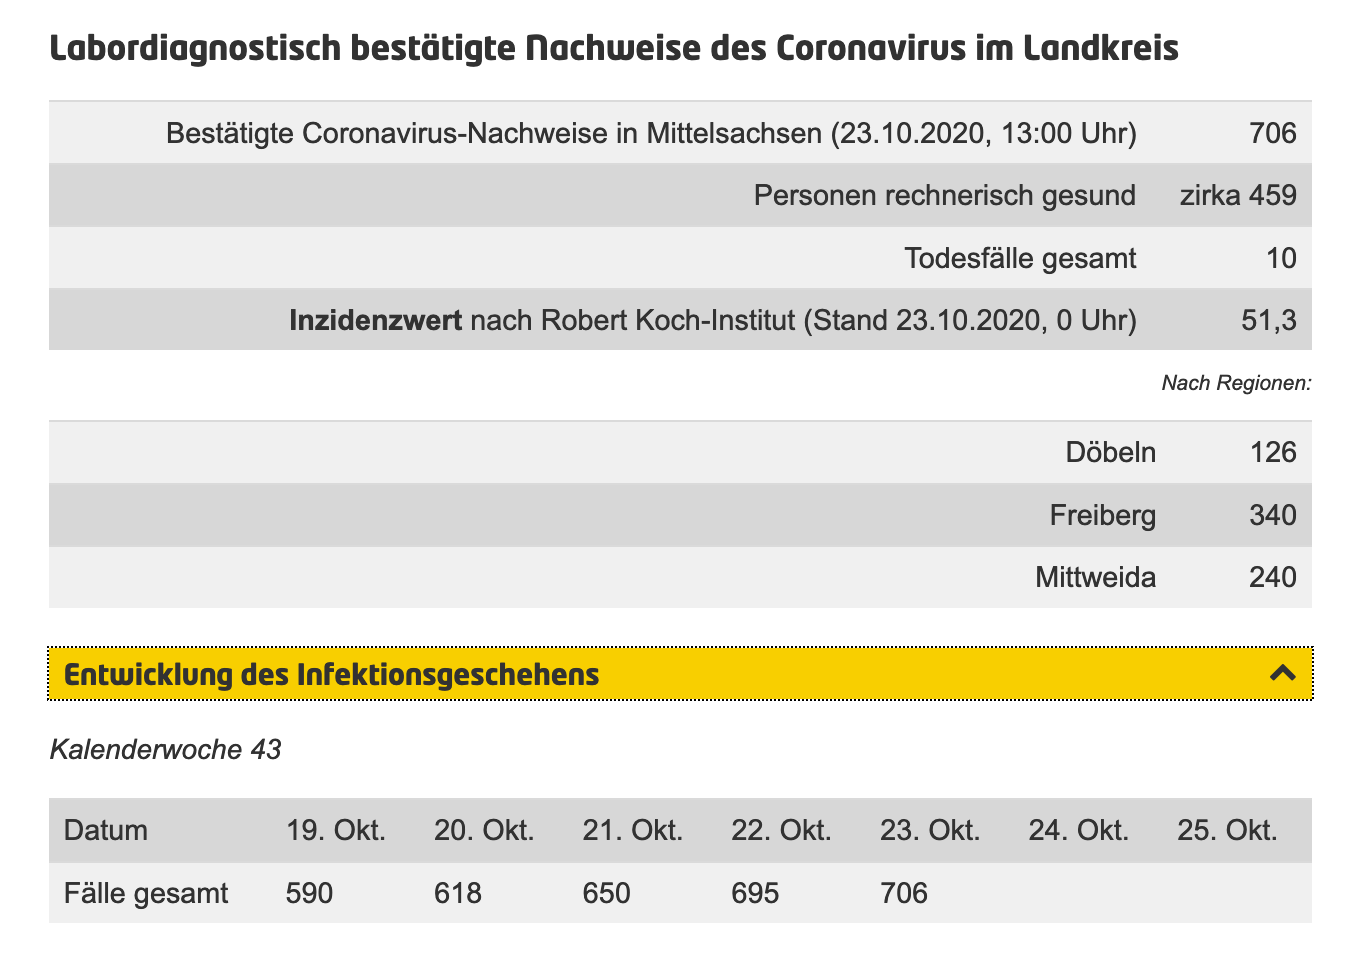 Labordiagnostisch bestätigte Nachweise des Coronavirus im Landkreis
Bestätigte Coronavirus-Nachweise in Mittelsachsen (23.10.2020, 13:00 Uhr) 706
Personen rechnerisch gesund zirka 459
Todesfälle gesamt 10
Inzidenzwert nach Robert Koch-Institut (Stand 23.10.2020, 0 Uhr) 51,3
Nach Regionen:
Döbeln 126
Freiberg 340
Mittweida 240
Entwicklung des Infektionsgeschehens
Kalenderwoche 43
Datum 19. Okt. 20. Okt. 21. Okt. 22. Okt. 23. Okt. 24. Okt. 25. Okt.
Fälle gesamt 590 618 650 695 706